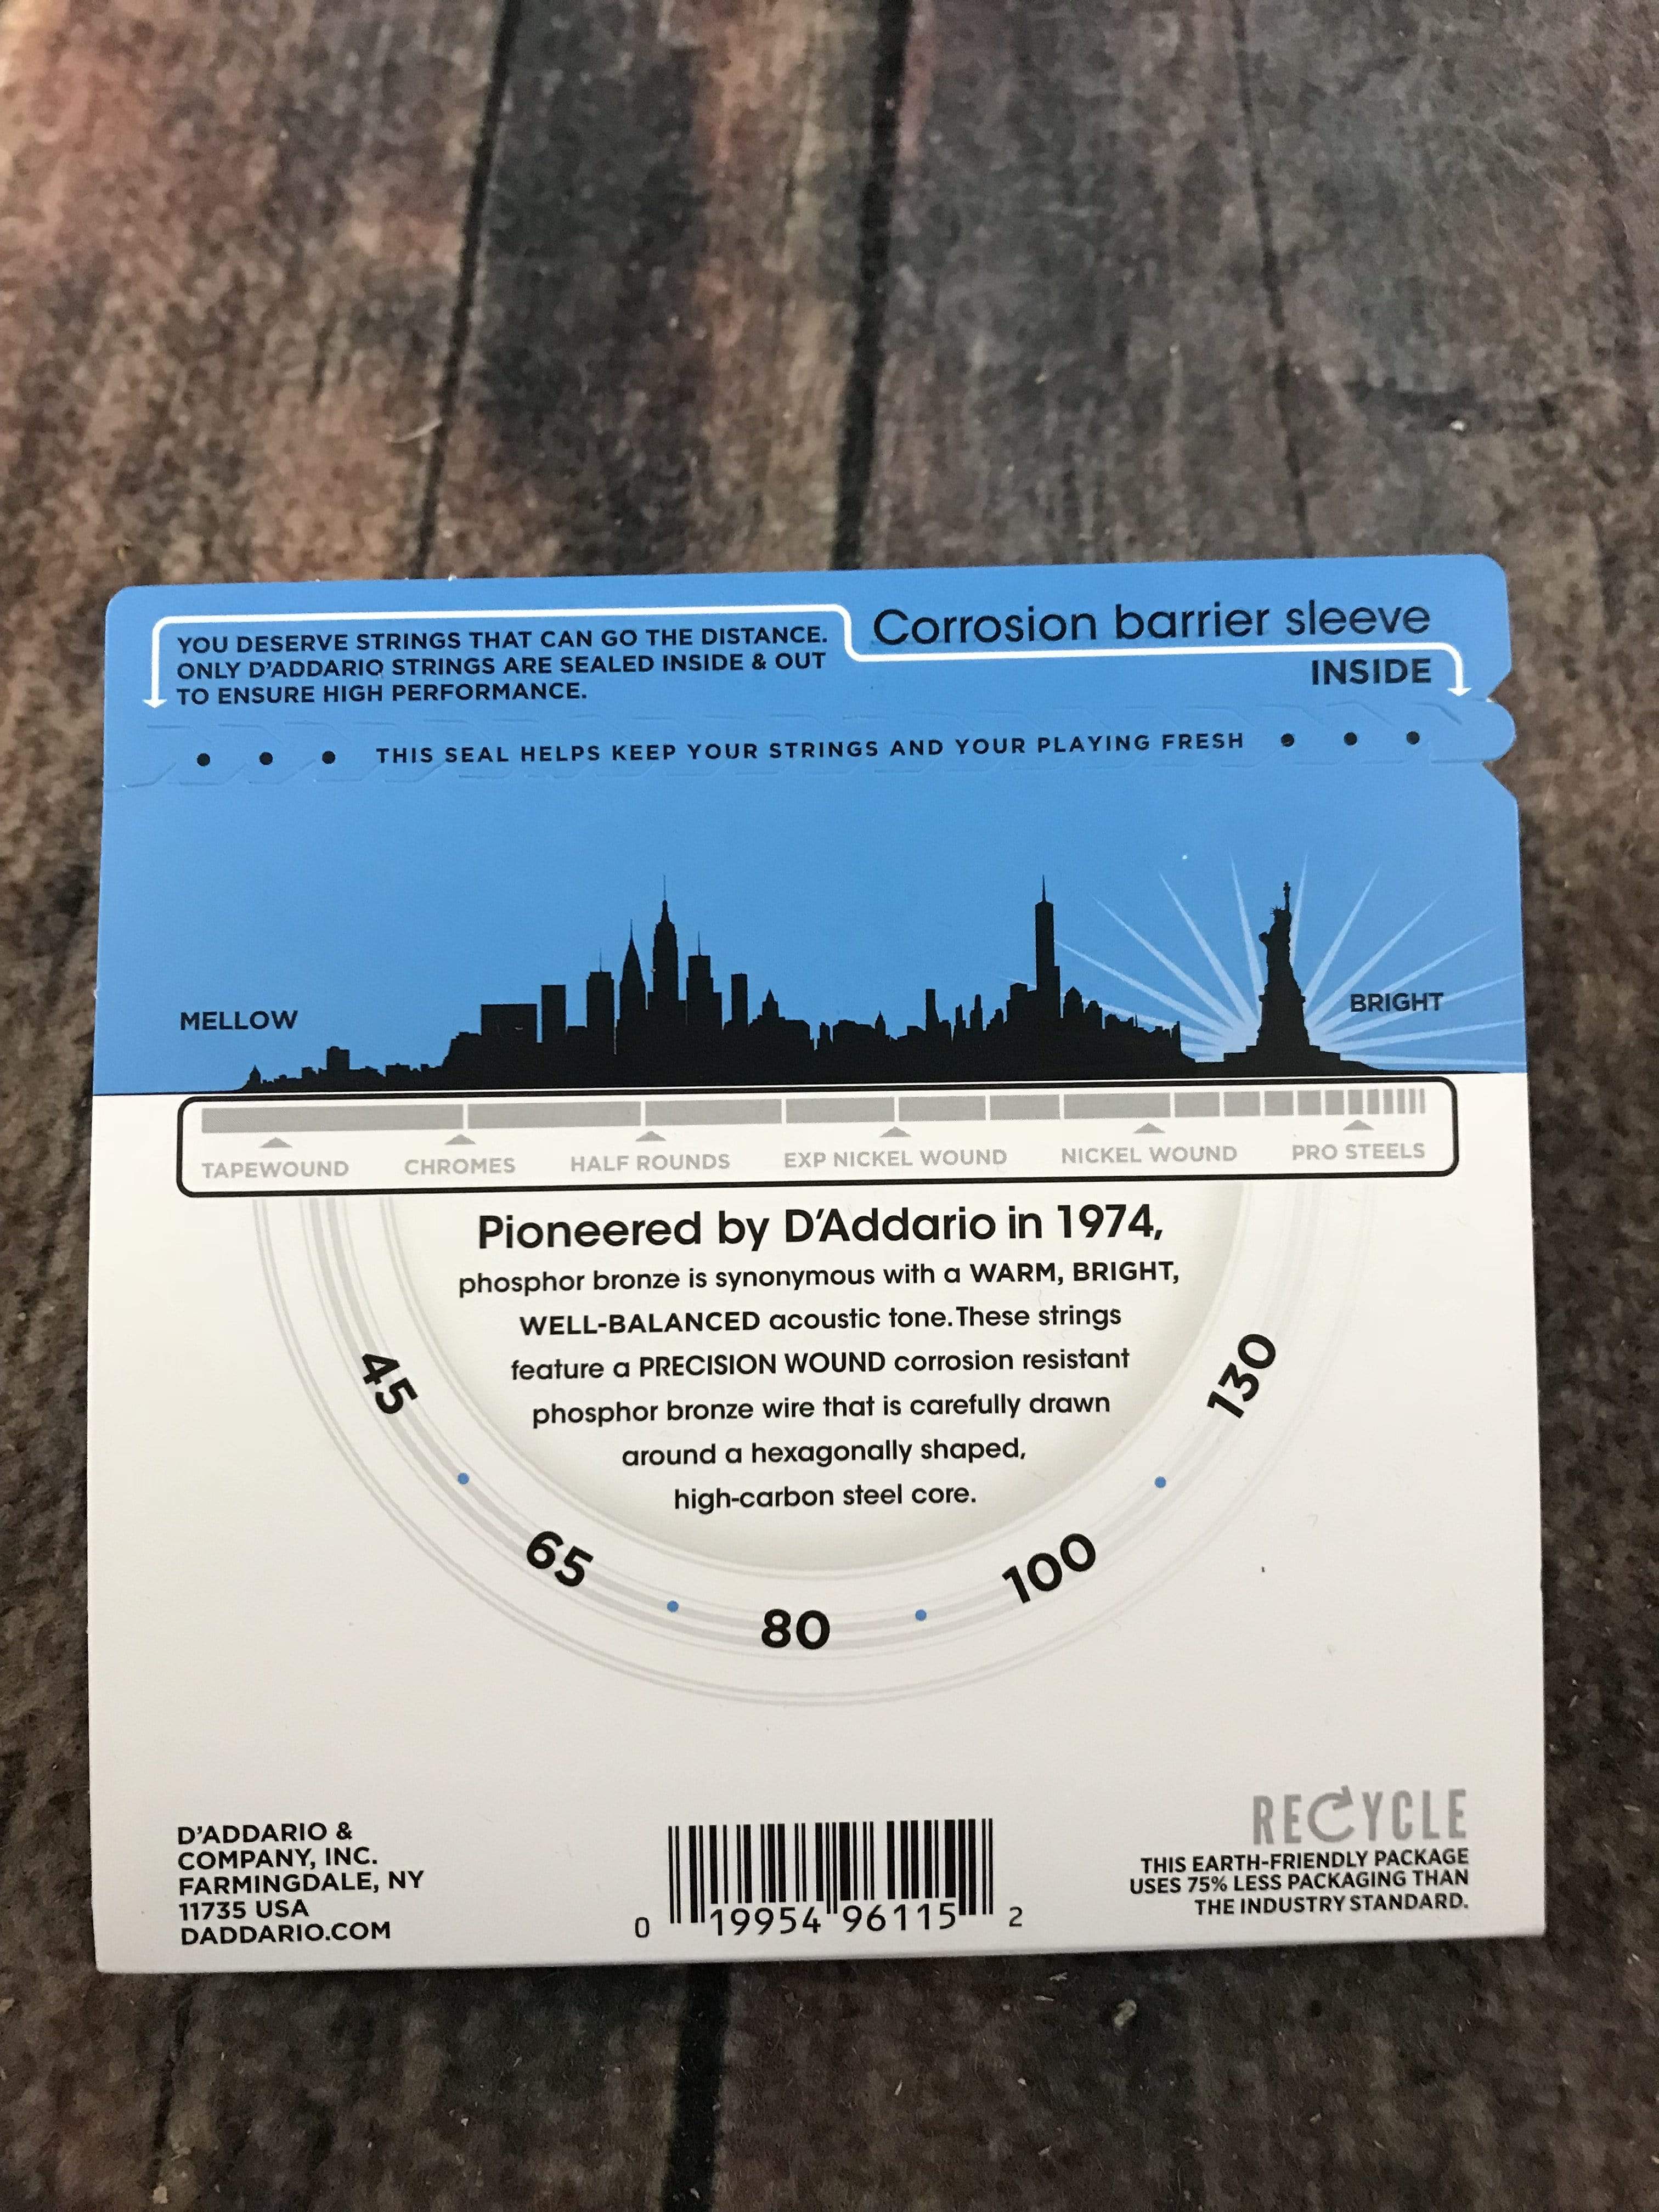 YOU DESERVE STRINGS THAT CAN GO THE DISTANCE.
ONLY D'ADDARIO STRINGS ARE SEALED INSIDE & OUT
TO ENSURE HIGH PERFORMANCE.
Corrosion barrier sleeve
INSIDE
THIS SEAL HELPS KEEP YOUR STRINGS AND YOUR PLAYING FRESH
MELLOW
BRIGHT
TAPEWOUND
CHROMES
HALF ROUNDS
EXP NICKEL WOUND
NICKEL WOUND
PRO STEELS
Pioneered by D'Addario in 1974,
phosphor bronze is synonymous with a WARM, BRIGHT,
WELL-BALANCED acoustic tone. These strings
feature a PRECISION WOUND corrosion resistant
phosphor bronze wire that is carefully drawn
around a hexagonally shaped,
high-carbon steel core.
45
65
80
100
130
D'ADDARIO &
COMPANY, INC.
FARMINGDALE, NY
11735 USA
DADDARIO.COM
0 19954 96115 2
RECYCLE
THIS EARTH-FRIENDLY PACKAGE
USES 75% LESS PACKAGING THAN
THE INDUSTRY STANDARD.